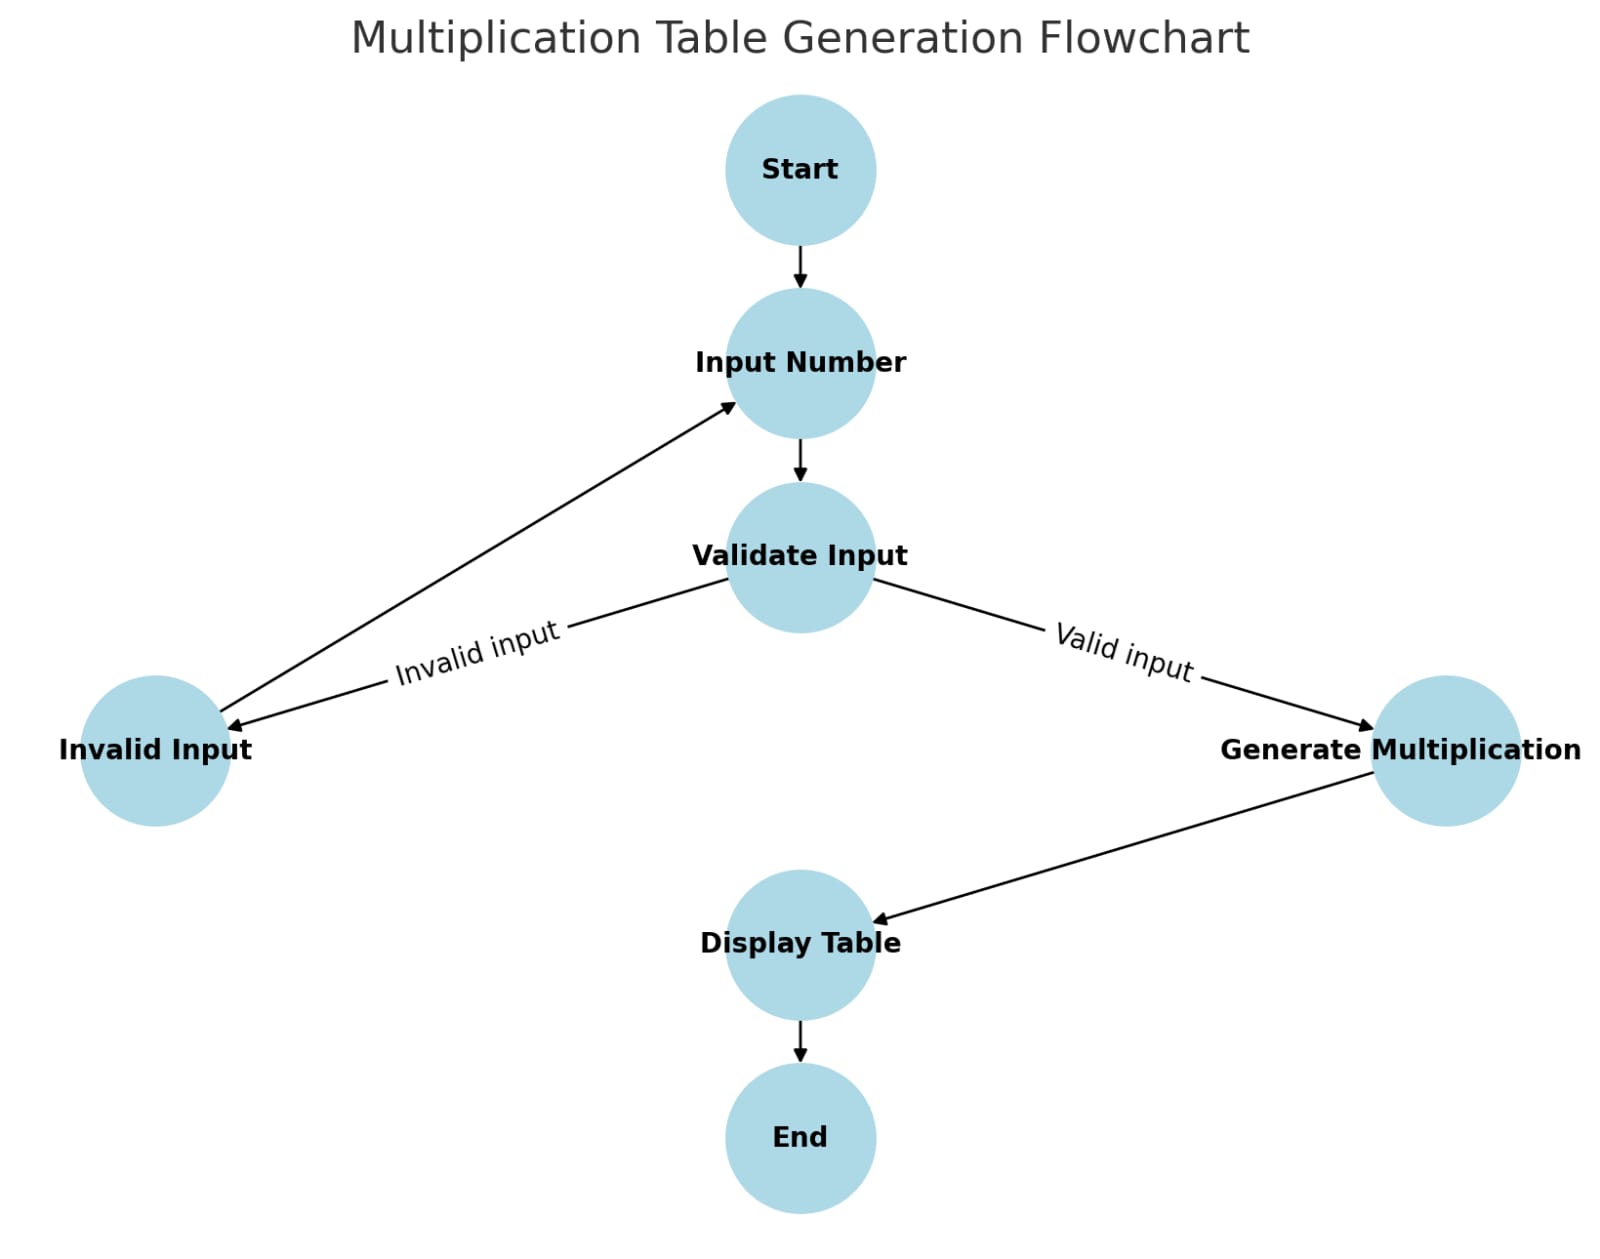 Multiplication Table Generation Flowchart
Start
Input Number
Validate Input
Invalid input
Valid input
Invalid Input
Generate Multiplication
Display Table
End